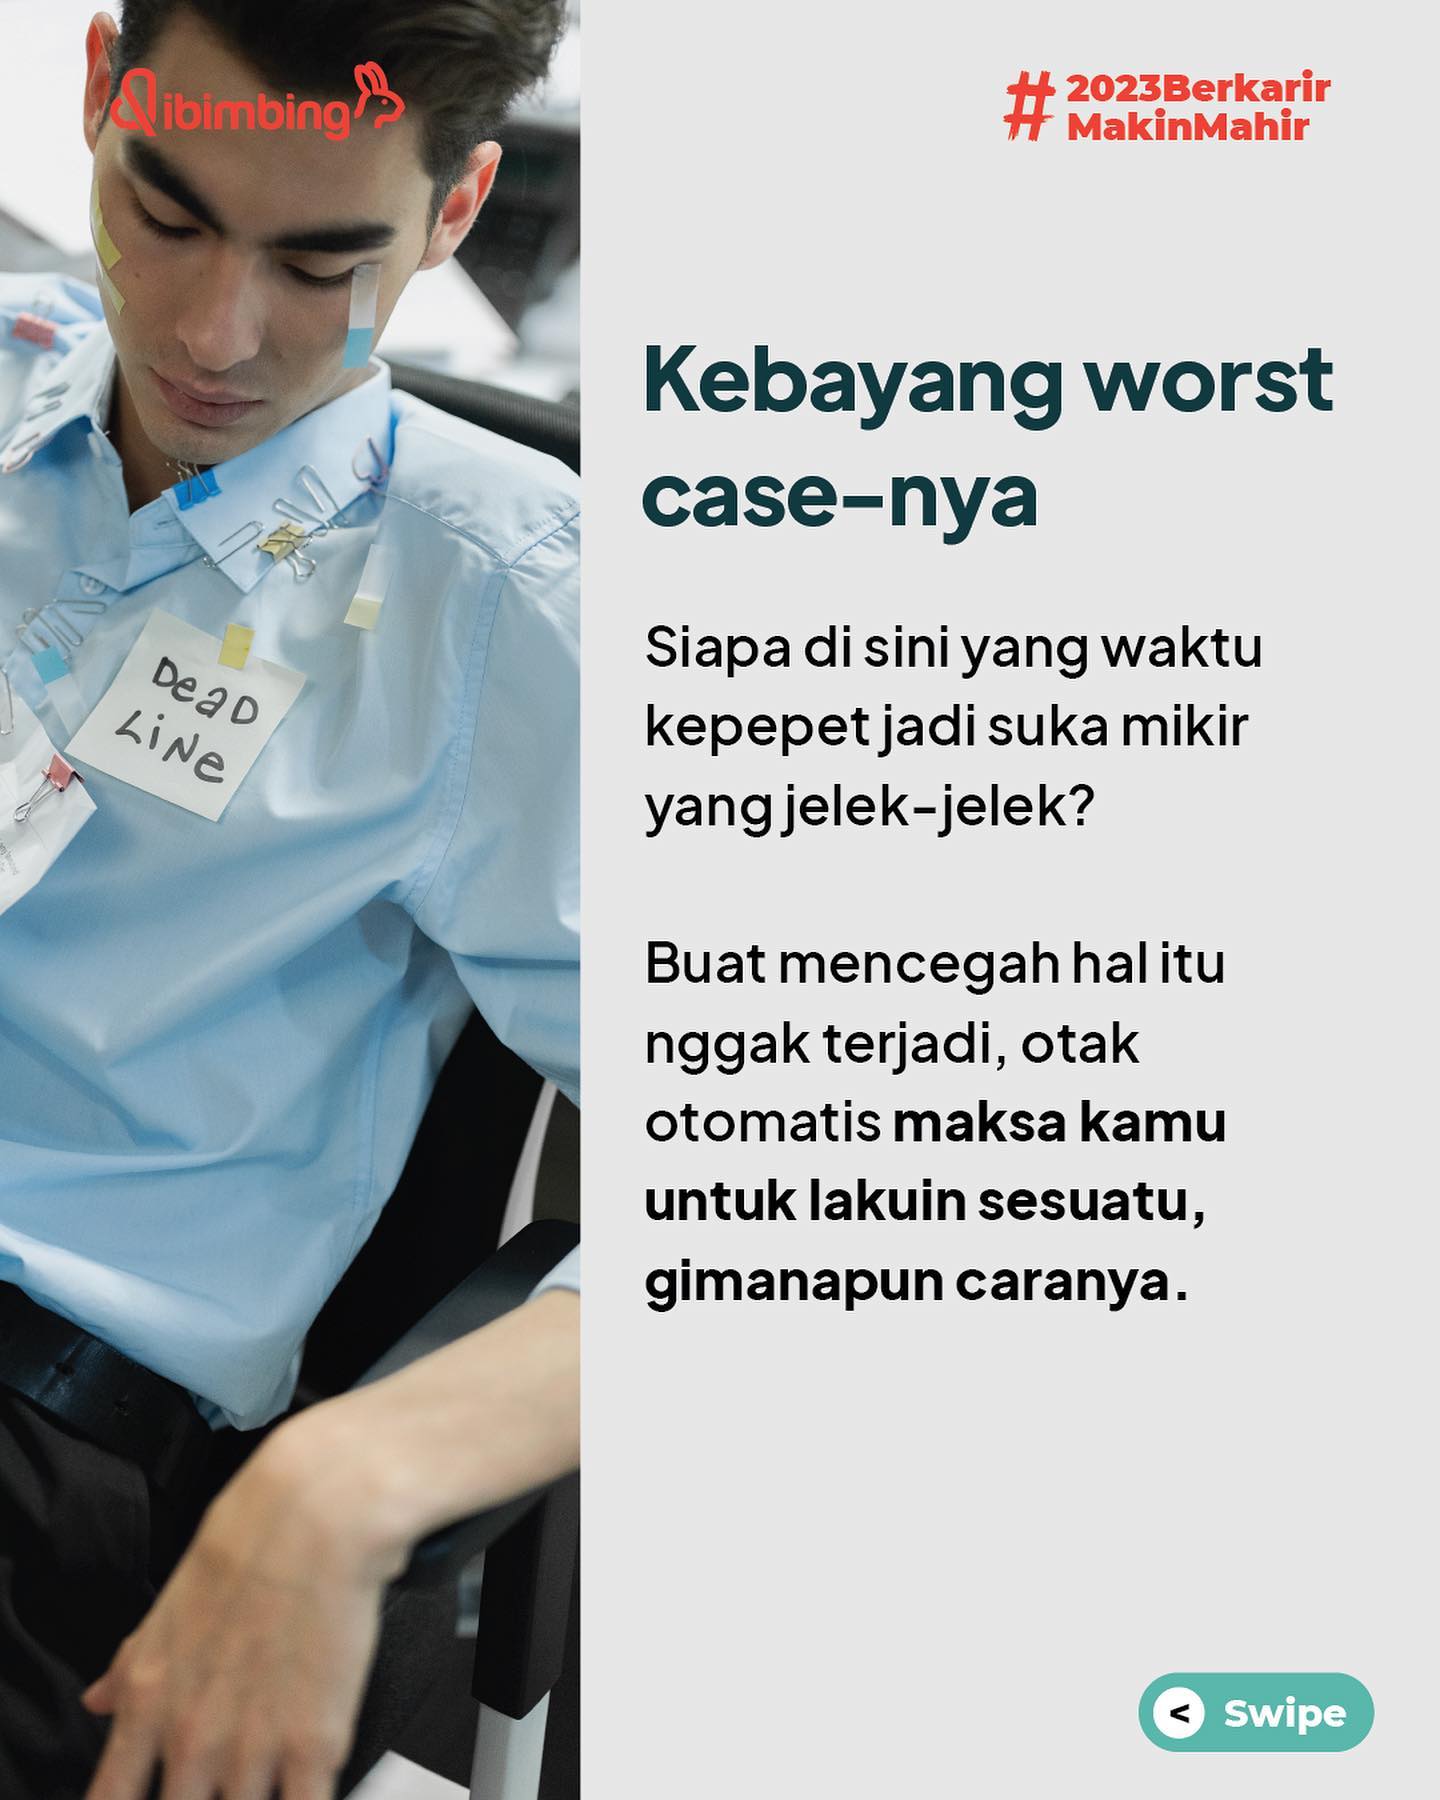 dibimbing
# 2023Berkarir
MakinMahir
Kebayang worst
case-nya
Siapa di sini yang waktu
kepepet jadi suka mikir
yang jelek-jelek?
Buat mencegah hal itu
nggak terjadi, otak
otomatis maksa kamu
untuk lakuin sesuatu,
gimanapun caranya.
Dead
Line
< Swipe